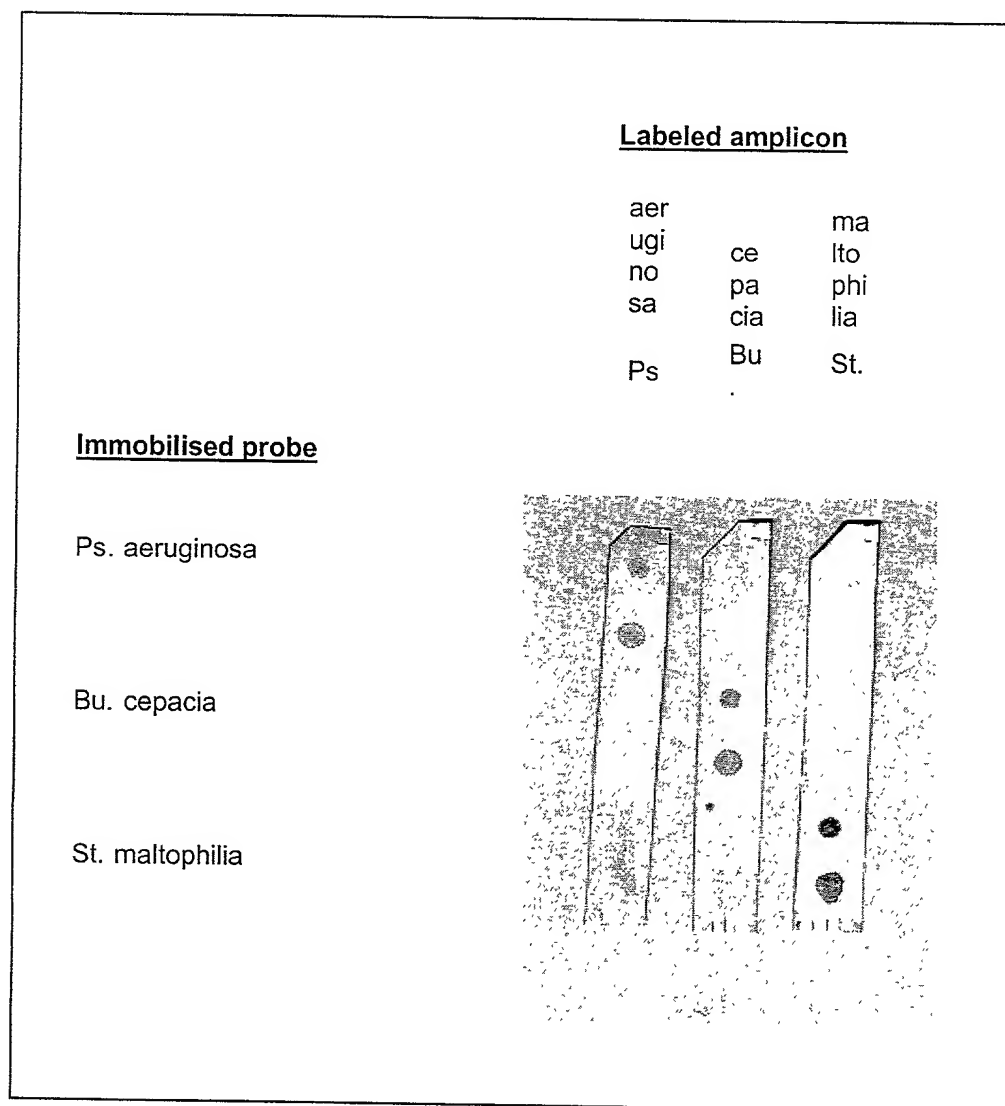 Labeled amplicon
aer
ugi
no
sa
Ps
ce
pa
cia
Bu
.
ma
lto
phi
lia
St.
Immobilised probe
Ps. aeruginosa
Bu. cepacia
St. maltophilia